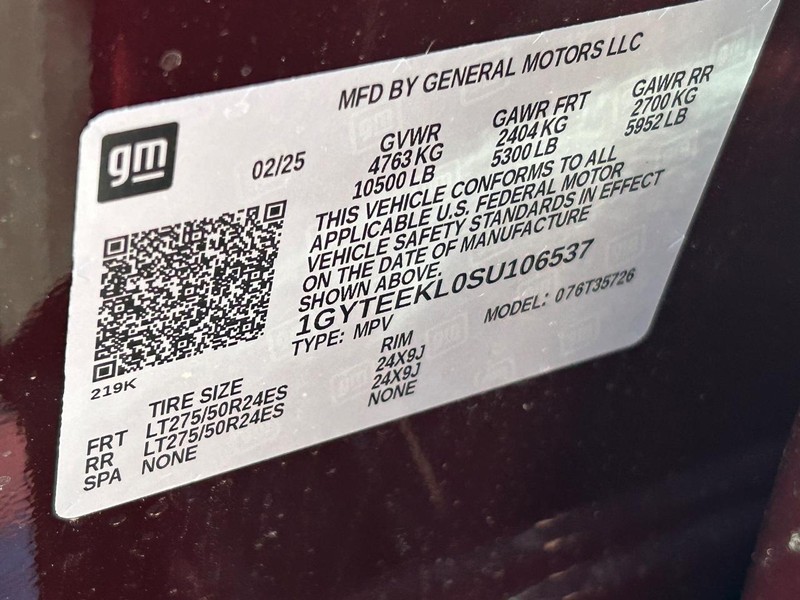 MFD BY GENERAL MOTORS LLC
gm
02/25
GVWR GAWR FRT GAWR RR
4763 KG 2404 KG 2700 KG
10500 LB 5300 LB 5952 LB
THIS VEHICLE CONFORMS TO ALL
APPLICABLE U.S. FEDERAL MOTOR
VEHICLE SAFETY STANDARDS IN EFFECT
ON THE DATE OF MANUFACTURE
SHOWN ABOVE.
1GYTEEKL0SU106537
TYPE: MPV MODEL: 076T35726
219K
TIRE SIZE RIM
FRT LT275/50R24ES 24X9J
RR LT275/50R24ES 24X9J
SPA NONE NONE